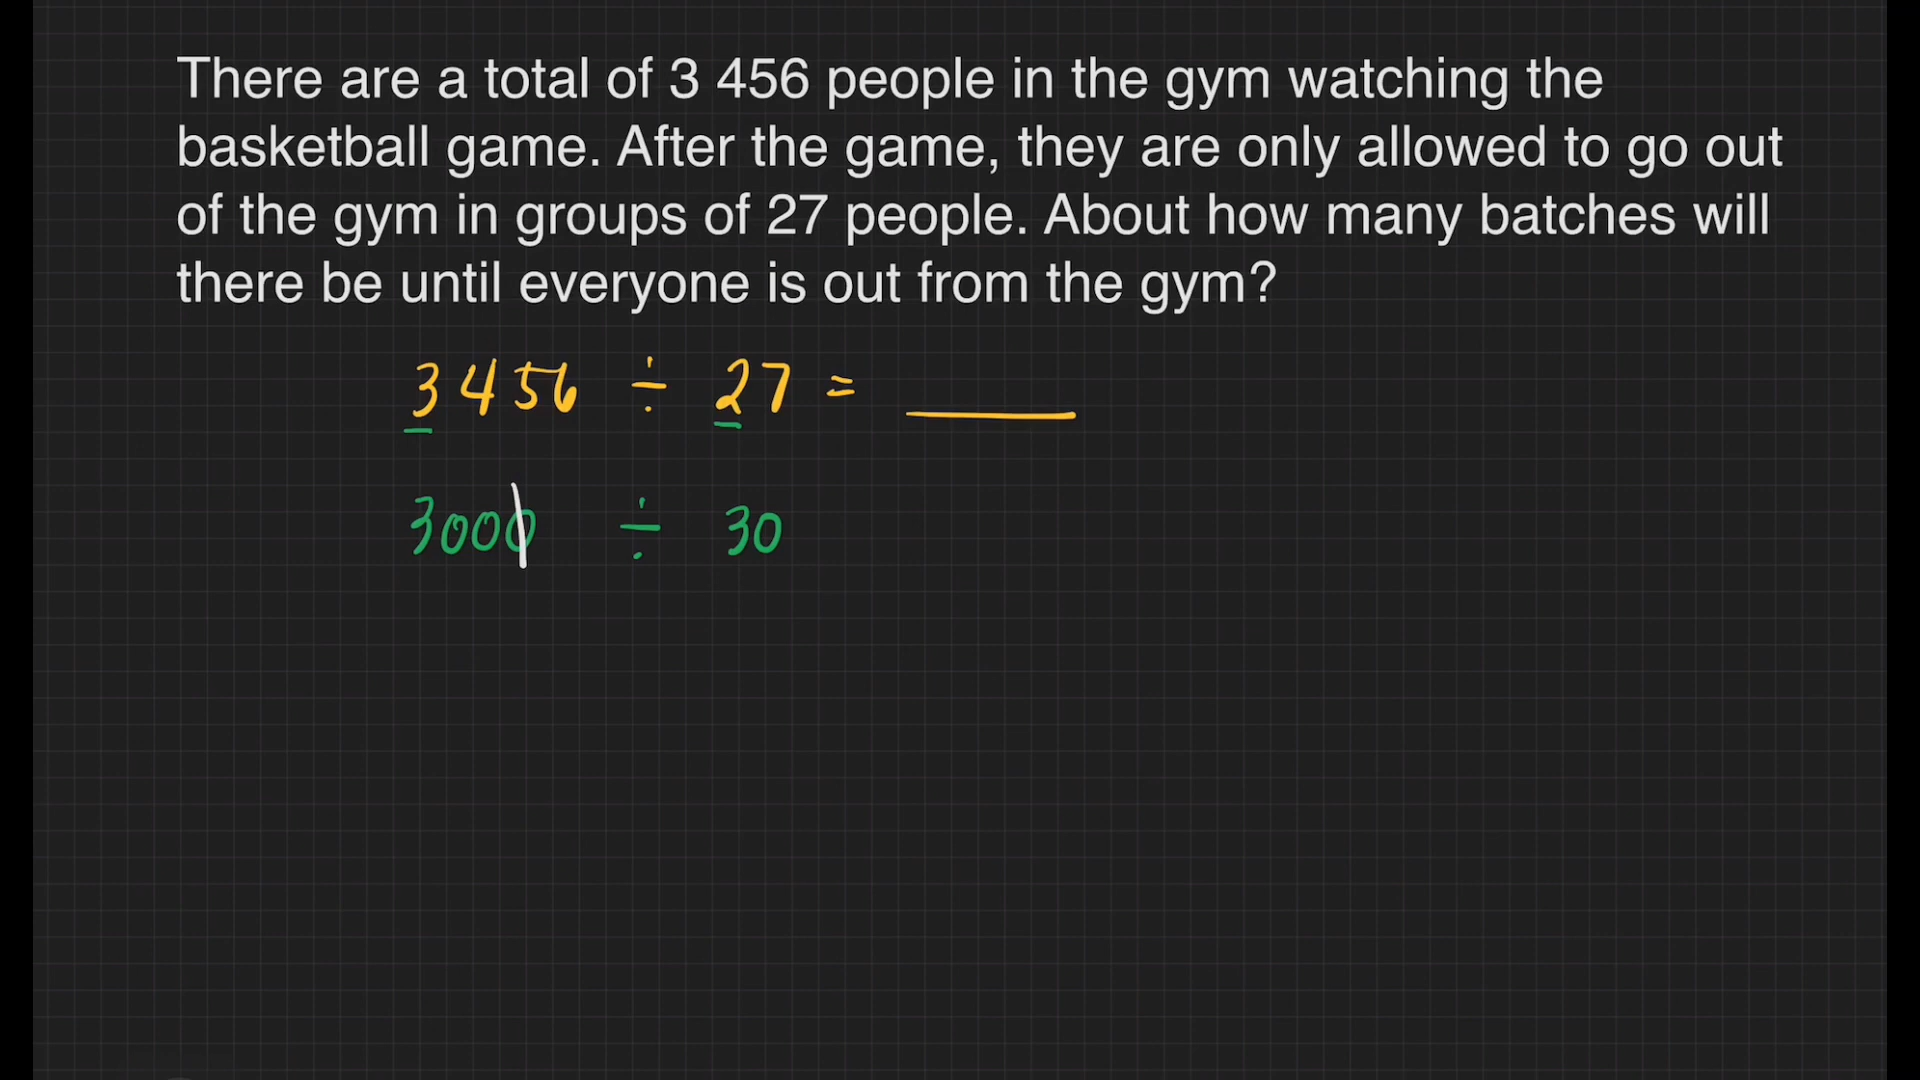 There are a total of 3 456 people in the gym watching the
basketball game. After the game, they are only allowed to go out
of the gym in groups of 27 people. About how many batches will
there be until everyone is out from the gym?
3456 ÷ 27 = ____
3000 ÷ 30